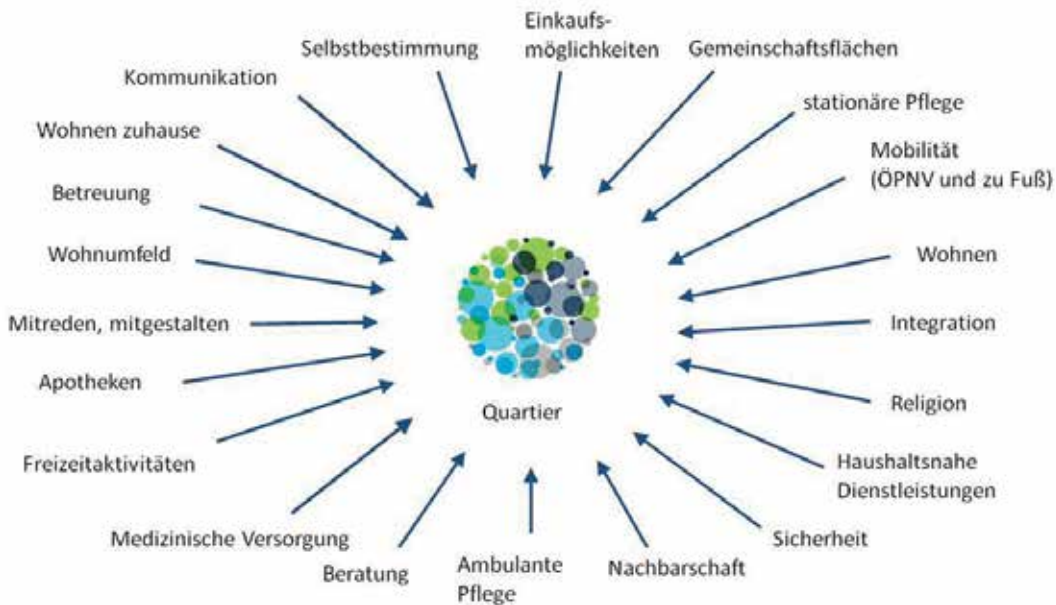 Einkaufs-
möglichkeiten
Selbstbestimmung
Gemeinschaftsflächen
Kommunikation
stationäre Pflege
Wohnen zuhause
Mobilität
(ÖPNV und zu Fuß)
Betreuung
Wohnumfeld
Wohnen
Mitreden, mitgestalten
Integration
Apotheken
Religion
Quartier
Freizeitaktivitäten
Haushaltsnahe
Dienstleistungen
Medizinische Versorgung
Sicherheit
Beratung
Ambulante
Pflege
Nachbarschaft